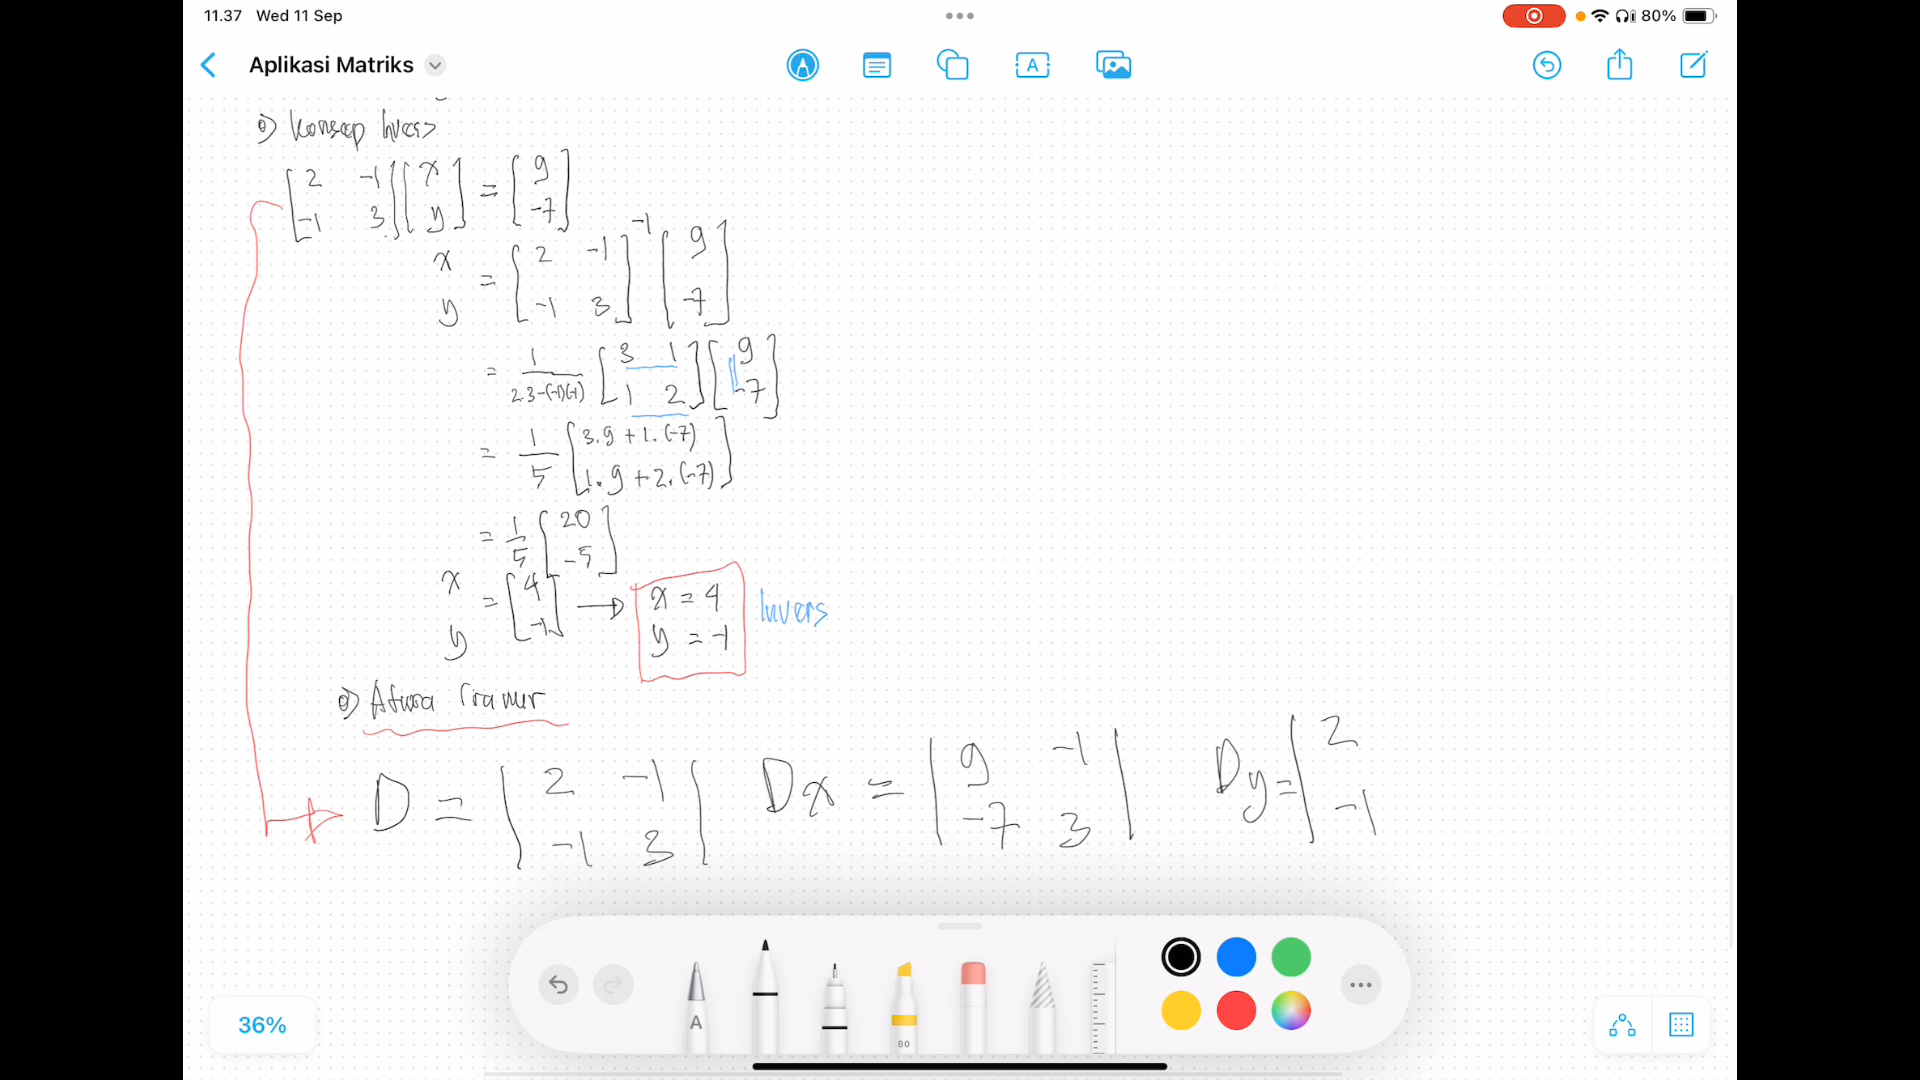 11.37 Wed 11 Sep
80%
Aplikasi Matriks
A
•) Konsep Invers
[2 -1; -1 3] [x; y] = [9; -7]
x y = [2 -1; -1 3]⁻¹ [9; -7]
= 1/(2.3-(-1)(-1)) [3 1; 1 2] [9; -7]
= 1/5 [3.9 + 1.(-7); 1.9 + 2.(-7)]
= 1/5 [20; -5]
x y = [4; -1] → x = 4 y = -1 Invers
•) Aturan Cramer
D = |2 -1; -1 3| Dx = |9 -1; -7 3| Dy = |2; -1
A
80
36%